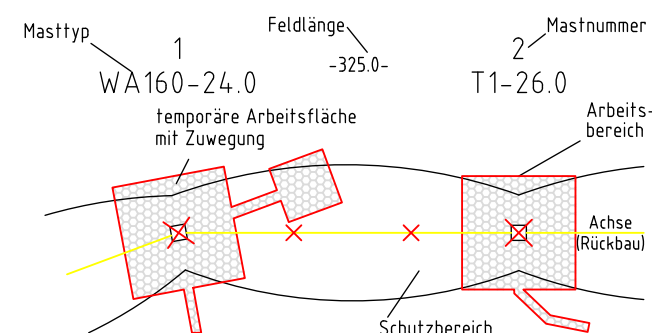 Masttyp
Feldlänge
Mastnummer
1
-325.0-
2
WA160-24.0
T1-26.0
temporäre Arbeitsfläche
mit Zuwegung
Arbeits-
bereich
Achse
(Rückbau)
Schutzbereich